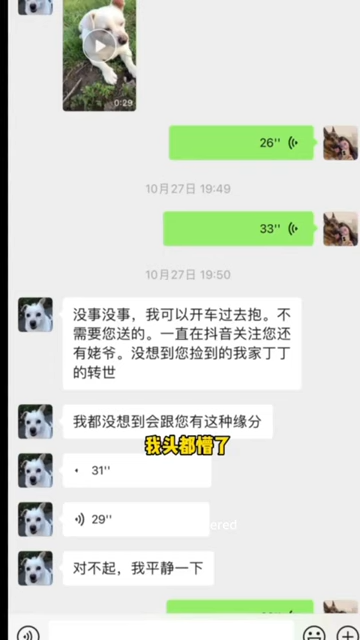 0:29
26''
10月27日 19:49
33''
10月27日 19:50
没事没事，我可以开车过去抱。不
需要您送的。一直在抖音关注您还
有姥爷。没想到您捡到的我家丁丁
的转世
我都没想到会跟您有这种缘分
我头都懵了
31''
29''
ered
对不起，我平静一下